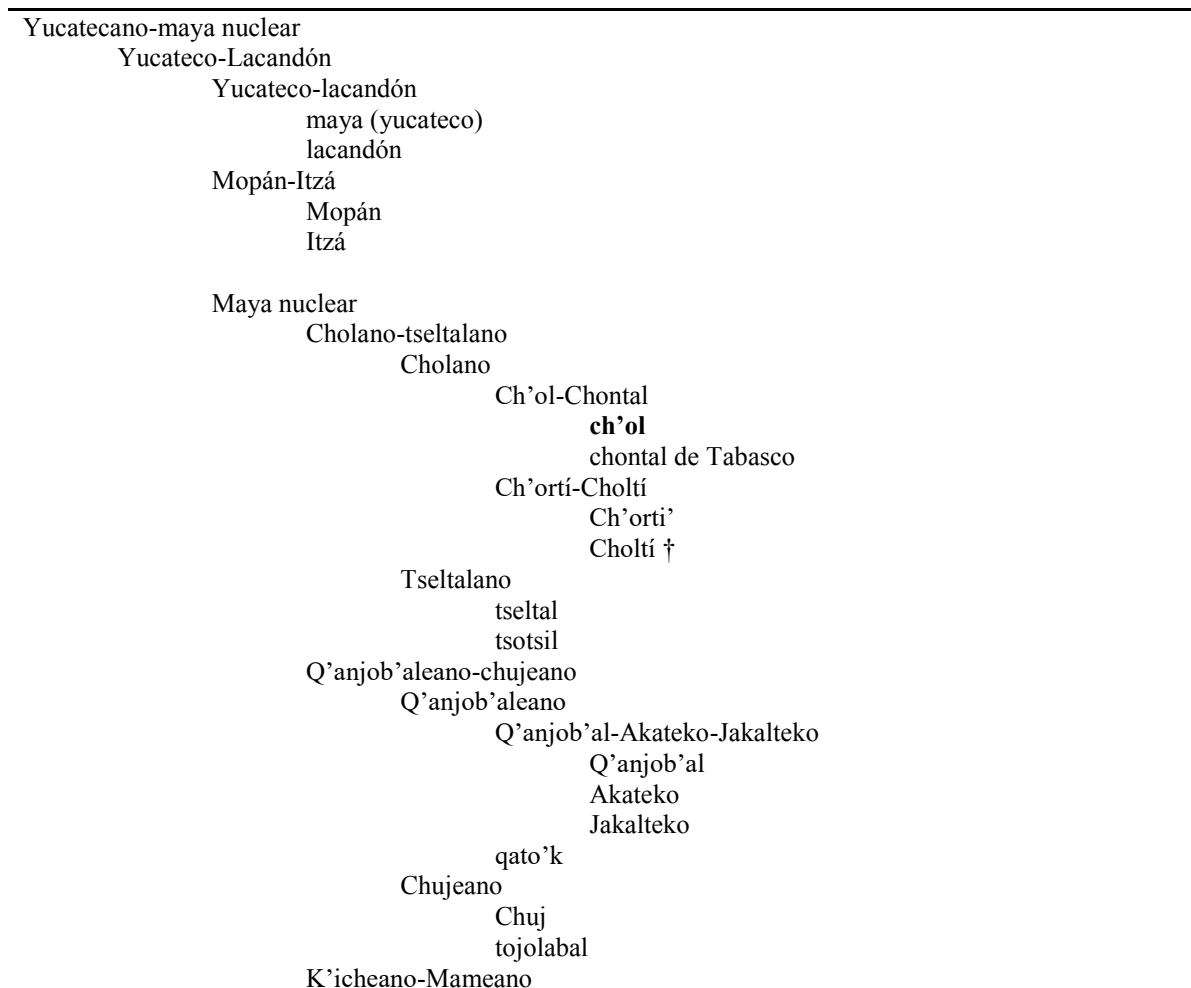 Yucatecano-maya nuclear
Yucateco-Lacandón
Yucateco-lacandón
maya (yucateco)
lacandón
Mopán-Itzá
Mopán
Itzá
Maya nuclear
Cholano-tseltalano
Cholano
Ch’ol-Chontal
ch’ol
chontal de Tabasco
Ch’ortí-Choltí
Ch’orti’
Choltí †
Tseltalano
tseltal
tsotsil
Q’anjob’aleano-chujeano
Q’anjob’aleano
Q’anjob’al-Akateko-Jakalteko
Q’anjob’al
Akateko
Jakalteko
qato’k
Chujeano
Chuj
tojolabal
K’icheano-Mameano